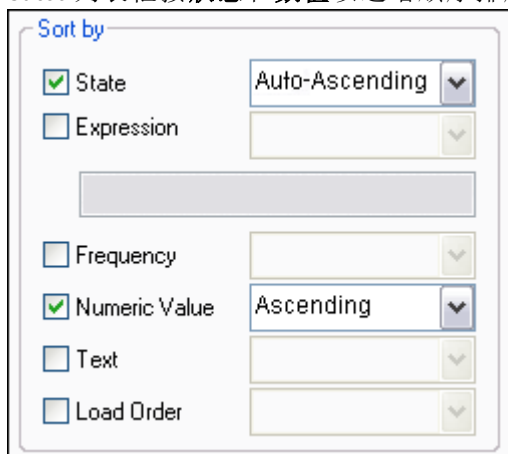 Sort by
State Auto-Ascending
Expression
Frequency
Numeric Value Ascending
Text
Load Order